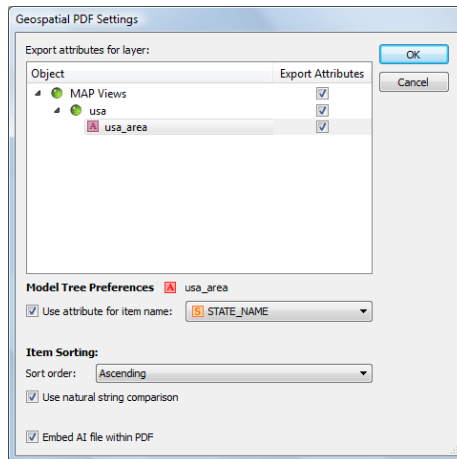 Geospatial PDF Settings
Export attributes for layer:
OK
Object Export Attributes
Cancel
MAP Views
usa
A usa_area
Model Tree Preferences A usa_area
Use attribute for item name: S STATE_NAME
Item Sorting:
Sort order: Ascending
Use natural string comparison
Embed AI file within PDF